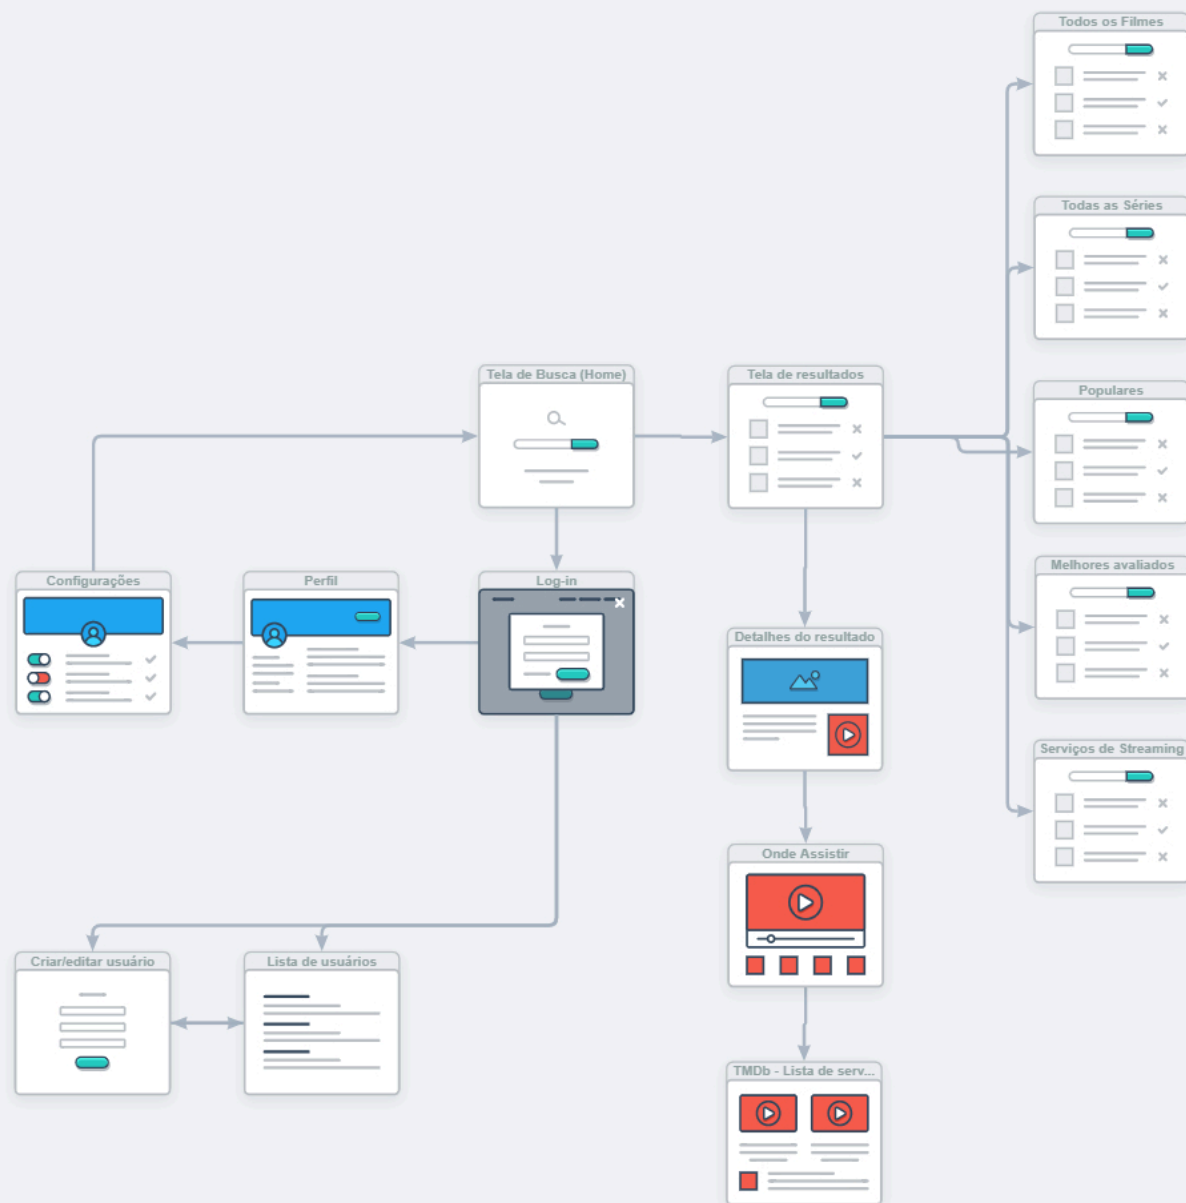 Todos os Filmes
Todas as Séries
Tela de Busca (Home)
Tela de resultados
Populares
Configurações
Perfil
Log-in
Melhores avaliados
Detalhes do resultado
Serviços de Streaming
Onde Assistir
Criar/editar usuário
Lista de usuários
TMDb - Lista de serv...